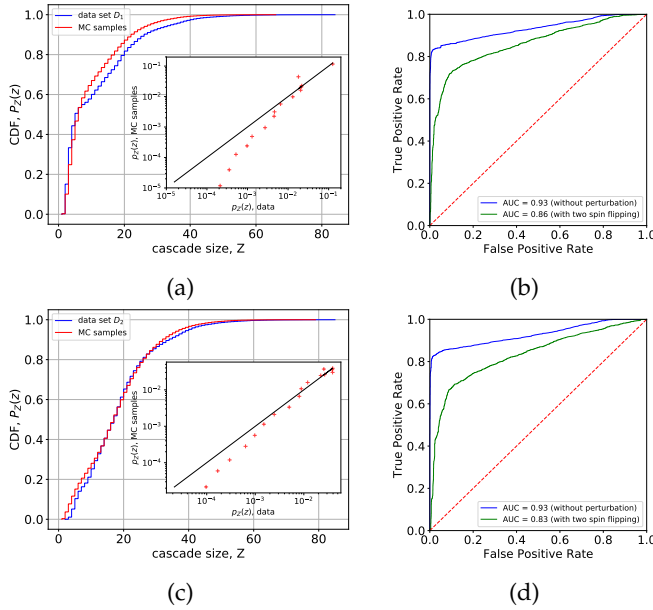 1.0
0.8
0.6
0.4
0.2
0.0
CDF, P_Z(z)
data set D_1
MC samples
10^{-1}
10^{-2}
10^{-3}
10^{-4}
10^{-5}
p_Z(z), MC samples
10^{-5} 10^{-4} 10^{-3} 10^{-2} 10^{-1}
p_Z(z), data
0 20 40 60 80
cascade size, Z
(a)
1.0
0.8
0.6
0.4
0.2
0.0
True Positive Rate
AUC = 0.93 (without perturbation)
AUC = 0.86 (with two spin flipping)
0.0 0.2 0.4 0.6 0.8 1.0
False Positive Rate
(b)
1.0
0.8
0.6
0.4
0.2
0.0
CDF, P_Z(z)
data set D_2
MC samples
10^{-2}
10^{-3}
10^{-4}
p_Z(z), MC samples
10^{-4} 10^{-3} 10^{-2}
p_Z(z), data
0 20 40 60 80
cascade size, Z
(c)
1.0
0.8
0.6
0.4
0.2
0.0
True Positive Rate
AUC = 0.93 (without perturbation)
AUC = 0.83 (with two spin flipping)
0.0 0.2 0.4 0.6 0.8 1.0
False Positive Rate
(d)